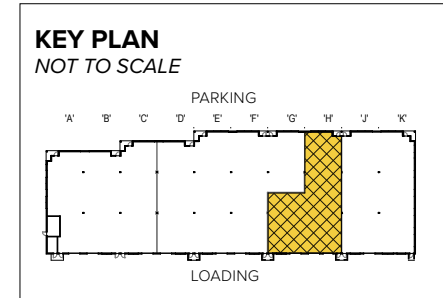 KEY PLAN
NOT TO SCALE
PARKING
'A' 'B' 'C' 'D' 'E' 'F' 'G' 'H' 'J' 'K'
LOADING